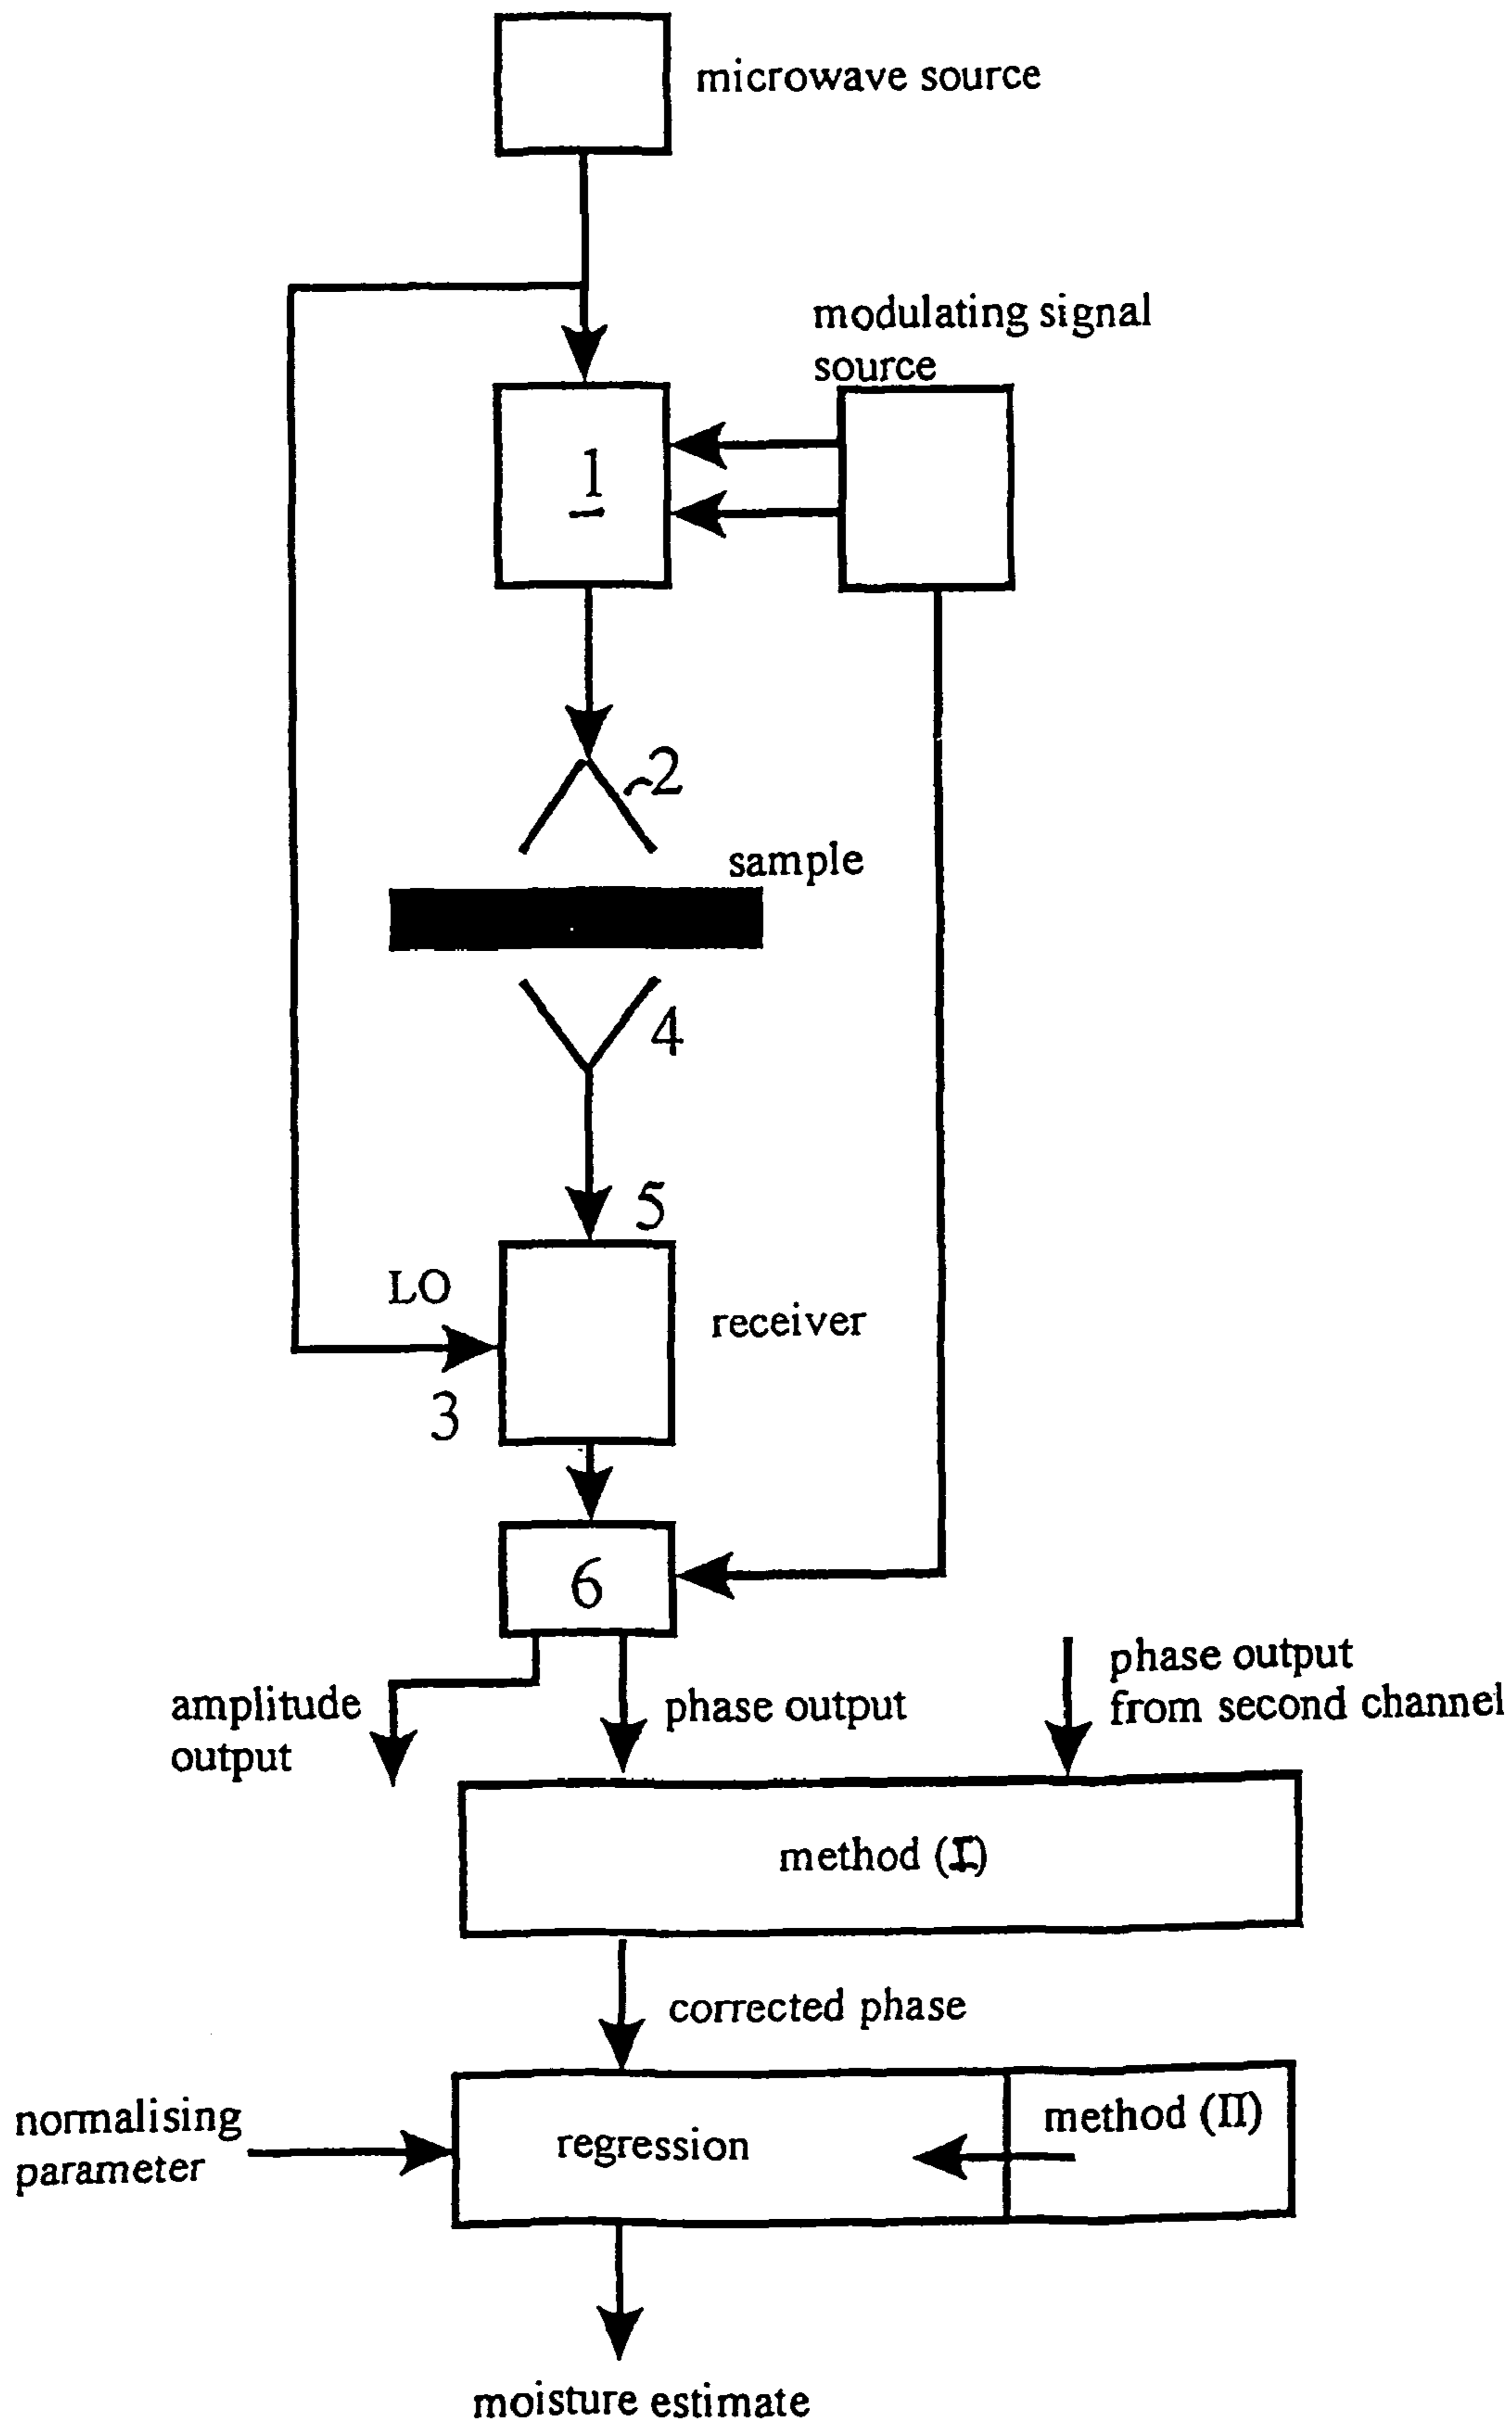 microwave source
modulating signal
source
1
2
sample
4
5
LO
receiver
3
6
amplitude
output
phase output
phase output
from second channel
method (I)
corrected phase
normalising
parameter
regression
method (II)
moisture estimate